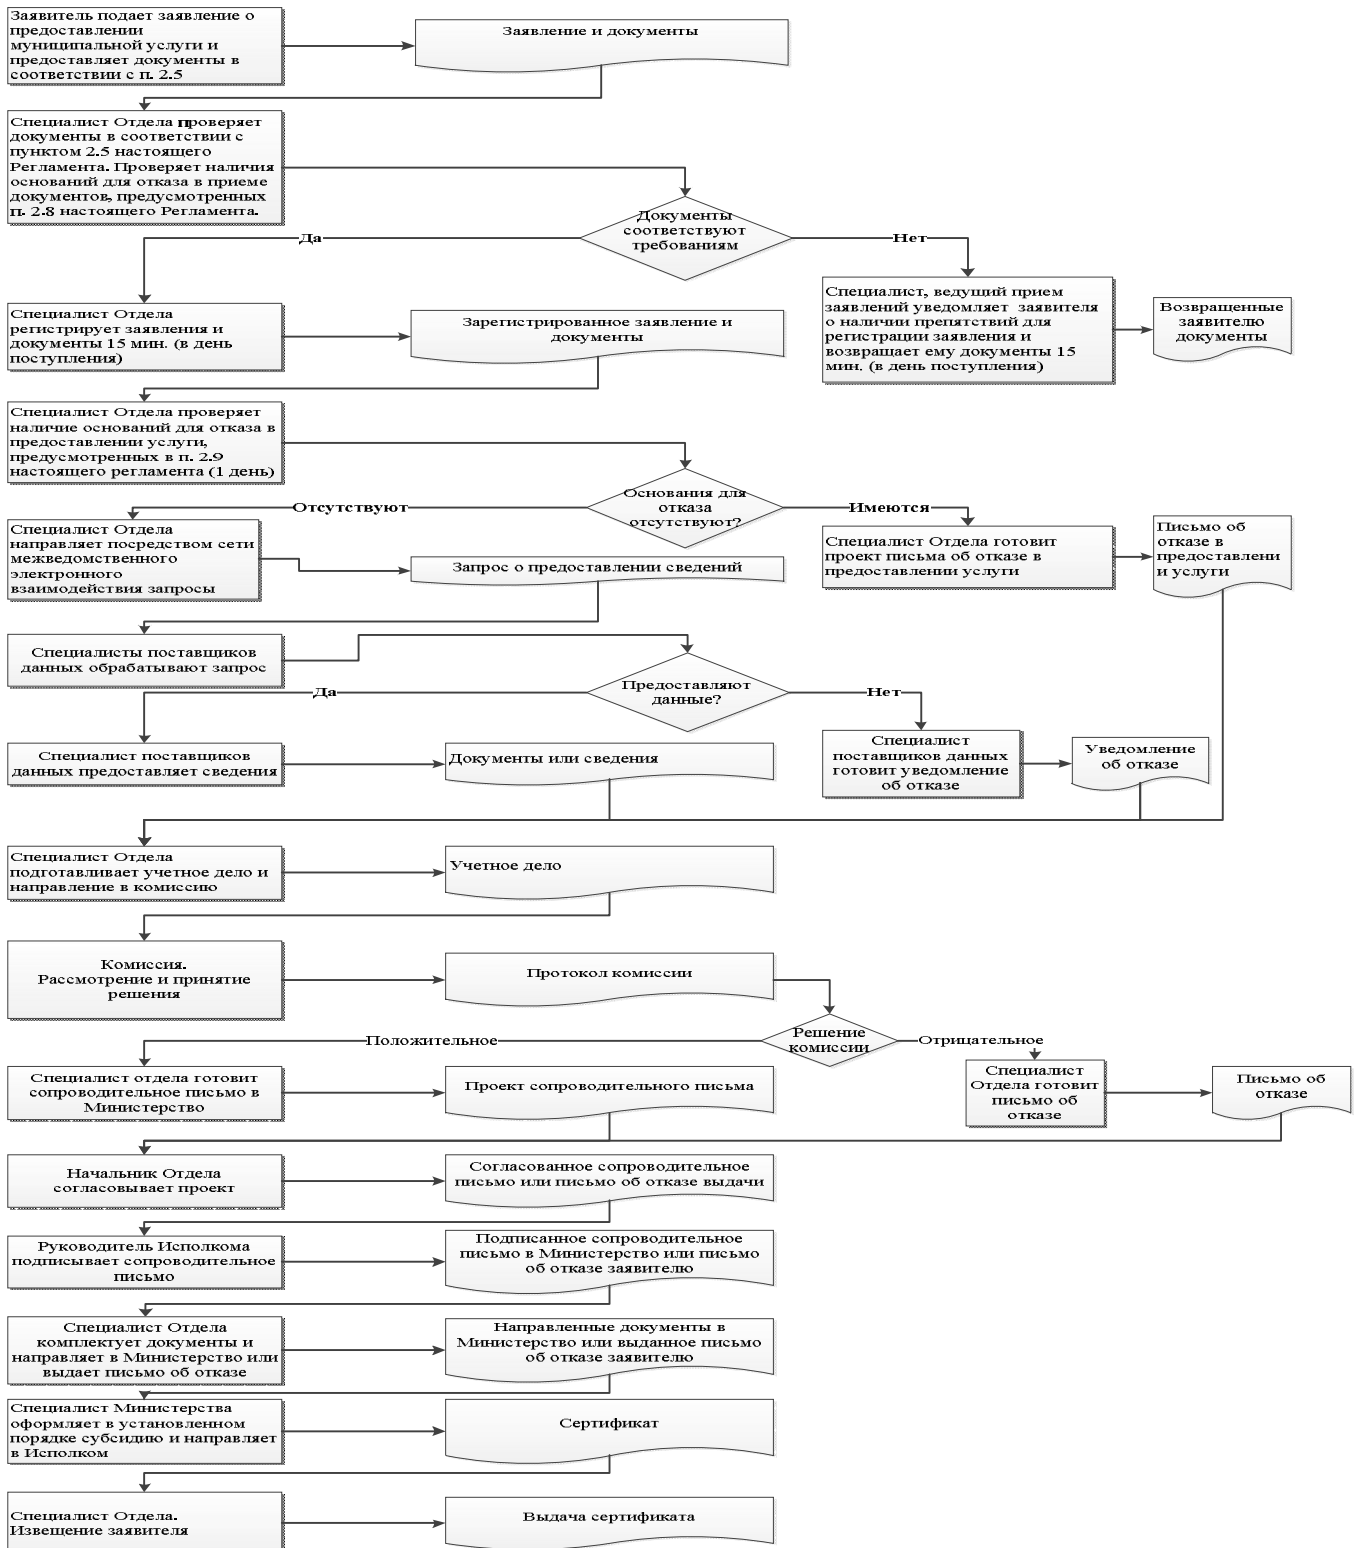 Заявитель подает заявление о
предоставлении
муниципальной услуги и
предоставляет документы в
соответствии с п. 2.5
Заявление и документы
Специалист Отдела проверяет
документы в соответствии с
пунктом 2.5 настоящего
Регламента. Проверяет наличия
оснований для отказа в приеме
документов, предусмотренных
п. 2.8 настоящего Регламента.
Документы
соответствуют
требованиям
Да
Нет
Специалист Отдела
регистрирует заявления и
документы 15 мин. (в день
поступления)
Зарегистрированное заявление и
документы
Специалист, ведущий прием
заявлений уведомляет заявителя
о наличии препятствий для
регистрации заявления и
возвращает ему документы 15
мин. (в день поступления)
Возвращенные
заявителю
документы
Специалист Отдела проверяет
наличие оснований для отказа в
предоставлении услуги,
предусмотренных в п. 2.9
настоящего регламента (1 день)
Основания для
отказа
отсутствуют?
Отсутствуют
Имеются
Специалист Отдела
направляет посредством сети
межведомственного
электронного
взаимодействия запросы
Запрос о предоставлении сведений
Специалист Отдела готовит
проект письма об отказе в
предоставлении услуги
Письмо об
отказе в
предоставлени
и услуги
Специалисты поставщиков
данных обрабатывают запрос
Предоставляют
данные?
Да
Нет
Специалист поставщиков
данных предоставляет сведения
Документы или сведения
Специалист
поставщиков данных
готовит уведомление
об отказе
Уведомление
об отказе
Специалист Отдела
подготавливает учетное дело и
направление в комиссию
Учетное дело
Комиссия.
Рассмотрение и принятие
решения
Протокол комиссии
Решение
комиссии
Положительное
Отрицательное
Специалист отдела готовит
сопроводительное письмо в
Министерство
Проект сопроводительного письма
Специалист
Отдела готовит
письмо об
отказе
Письмо об
отказе
Начальник Отдела
согласовывает проект
Согласованное сопроводительное
письмо или письмо об отказе выдачи
Руководитель Исполкома
подписывает сопроводительное
письмо
Подписанное сопроводительное
письмо в Министерство или письмо
об отказе заявителю
Специалист Отдела
комплектует документы и
направляет в Министерство или
выдает письмо об отказе
Направленные документы в
Министерство или выданное письмо
об отказе заявителю
Специалист Министерства
оформляет в установленном
порядке субсидию и направляет
в Исполком
Сертификат
Специалист Отдела.
Извещение заявителя
Выдача сертификата